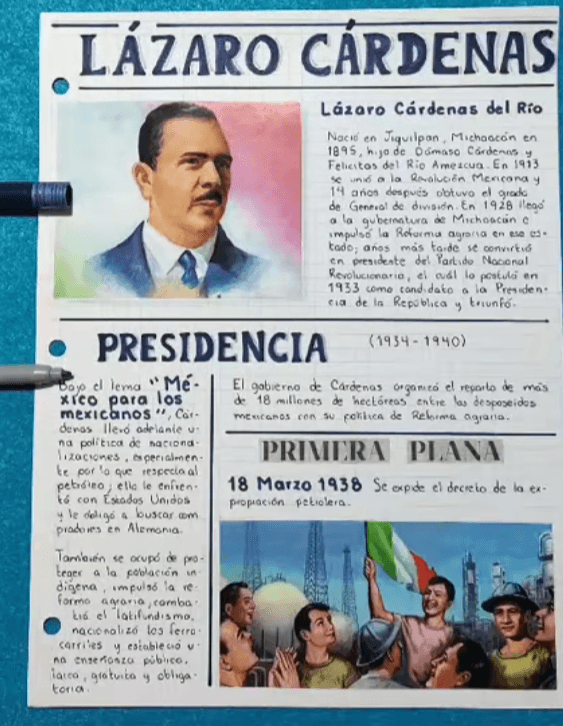 LÁZARO CÁRDENAS
Lázaro Cárdenas del Río
Nació en Jiquilpan, Michoacán en
1895, hijo de Dámaso Cárdenas y
Felicitas del Río Amezcua. En 1913
se unió a la Revolución Mexicana y
14 años después obtuvo el grado
de General de división. En 1928 llegó
a la gubernatura de Michoacán e
impulsó la Reforma agraria en ese es-
tado; años más tarde se convirtió
en presidente del Partido Nacional
Revolucionario, el cuál lo postuló en
1933 como candidato a la Presiden-
cia de la República y triunfó.
PRESIDENCIA
(1934-1940)
Bajo el lema "Mé-
xico para los
mexicanos", Cár-
denas llevó adelante u-
na política de naciona-
lizaciones, especialmen-
te por lo que respecta al
petróleo; ello le enfren-
tó con Estados Unidos
y le obligó a buscar com
pradores en Alemania.
También se ocupó de pro-
teger a la población in-
dígena, impulsó la re-
forma agraria, comba-
tió el latifundismo,
nacionalizó los ferro-
carriles y estableció u-
na enseñanza pública,
laica, gratuita y obliga-
toria.
El gobierno de Cárdenas organizó el reparto de más
de 18 millones de hectáreas entre los desposeídos
mexicanos con su política de Reforma agraria.
PRIMERA PLANA
18 Marzo 1938 Se expide el decreto de la ex-
propiación petrolera.